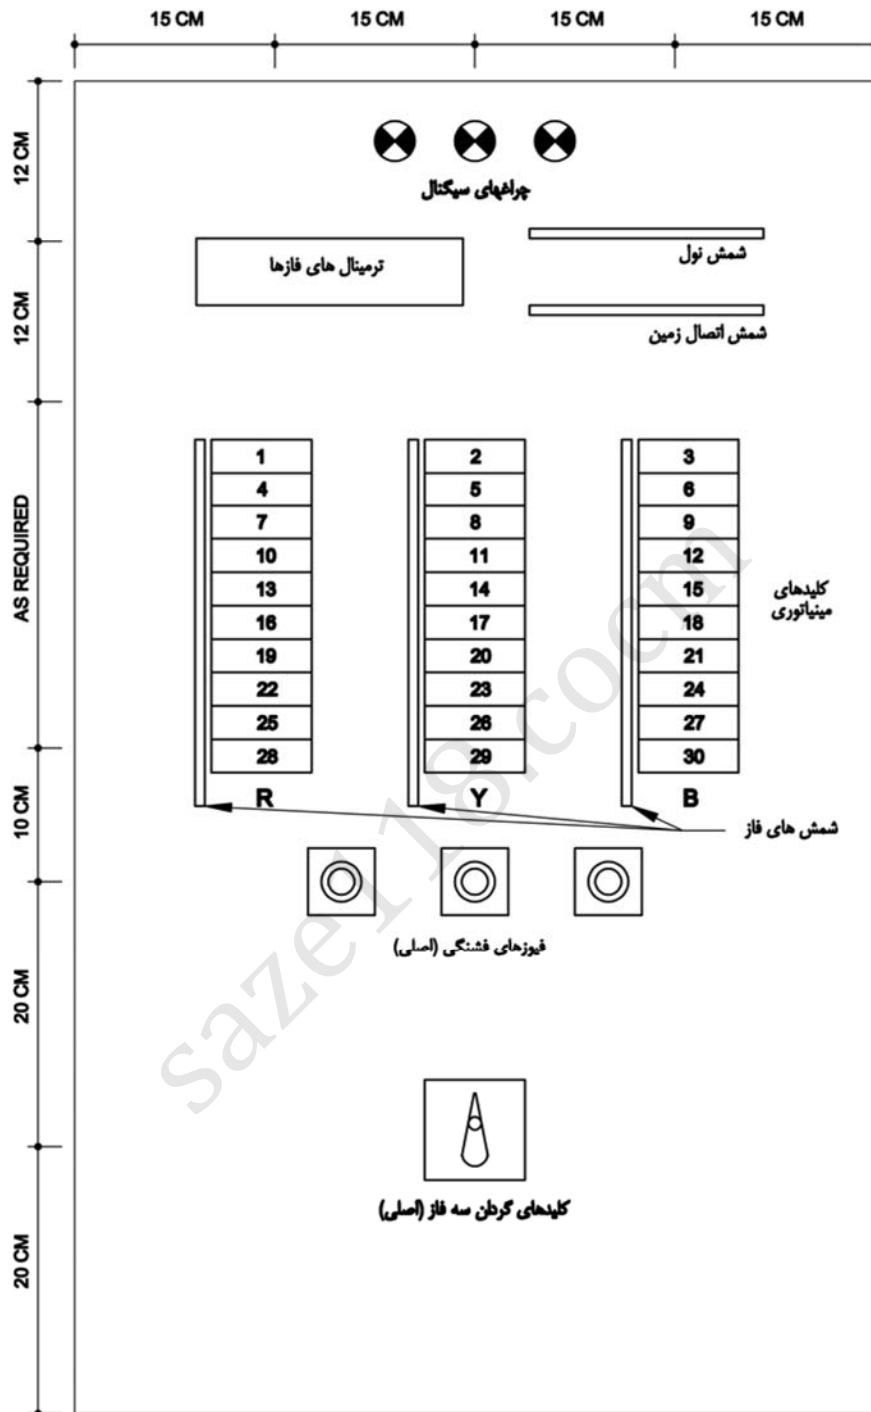 15 CM
15 CM
15 CM
15 CM
12 CM
چراغهای سیگنال
ترمینال های فازها
شمش نول
12 CM
شمش اتصال زمین
1
2
3
4
5
6
7
8
9
10
11
12
13
14
15
16
17
18
19
20
21
22
23
24
25
26
27
28
29
30
AS REQUIRED
کلیدهای
مینیاتوری
R
Y
B
10 CM
شمش های فاز
فیوزهای فشنگی (اصلی)
20 CM
کلیدهای گردان سه فاز (اصلی)
20 CM
saze118.cocm